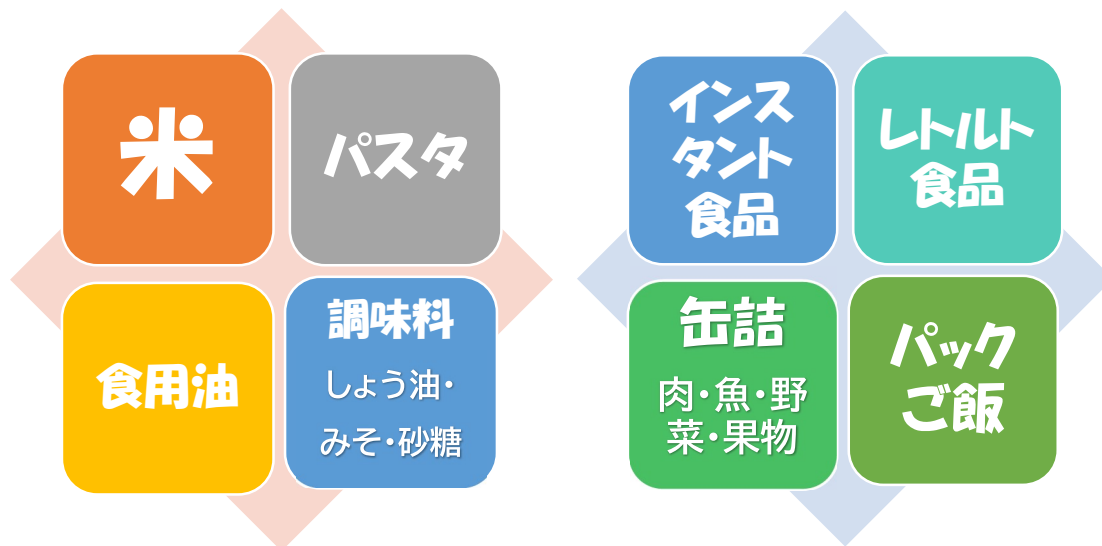 米
パスタ
食用油
調味料
しょう油・
みそ・砂糖
インス
タント
食品
レトルト
食品
缶詰
肉・魚・野
菜・果物
パック
ご飯